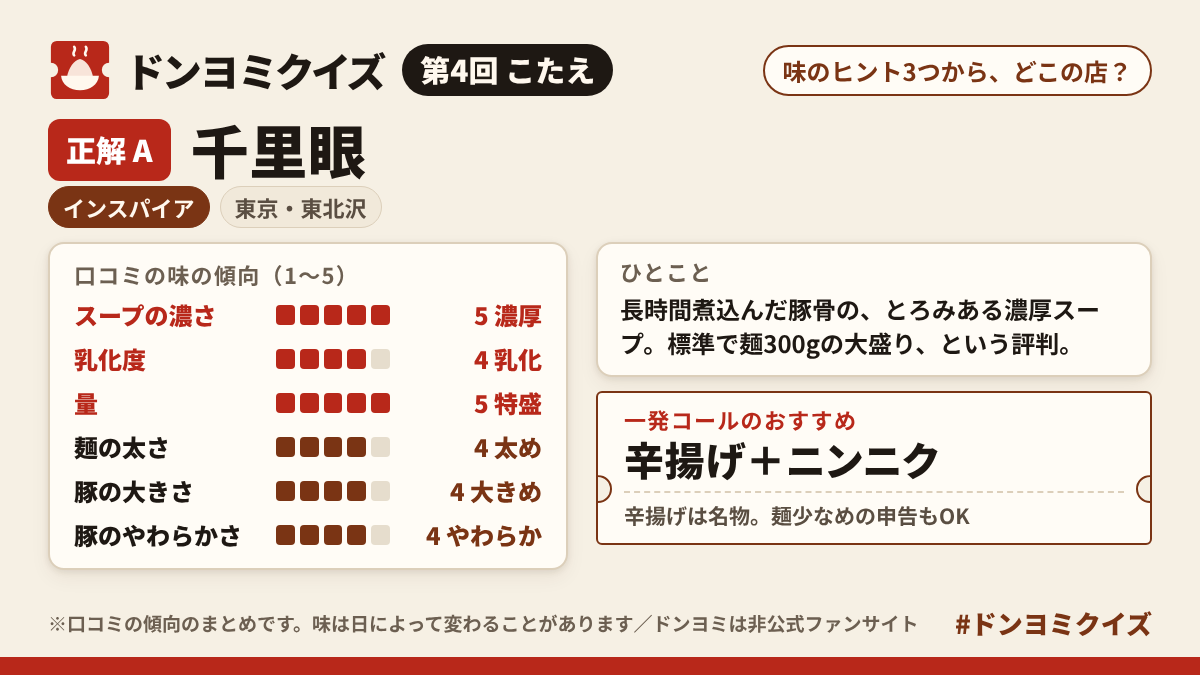 ドンヨミクイズ 第4回 こたえ
味のヒント3つから、どこの店？
正解 A 千里眼
インスパイア 東京・東北沢
口コミの味の傾向（1〜5）
スープの濃さ 5 濃厚
乳化度 4 乳化
量 5 特盛
麺の太さ 4 太め
豚の大きさ 4 大きめ
豚のやわらかさ 4 やわらか
ひとこと
長時間煮込んだ豚骨の、とろみある濃厚スー
プ。標準で麺300gの大盛り、という評判。
一発コールのおすすめ
辛揚げ＋ニンニク
辛揚げは名物。麺少なめの申告もOK
※口コミの傾向のまとめです。味は日によって変わることがあります／ドンヨミは非公式ファンサイト
#ドンヨミクイズ